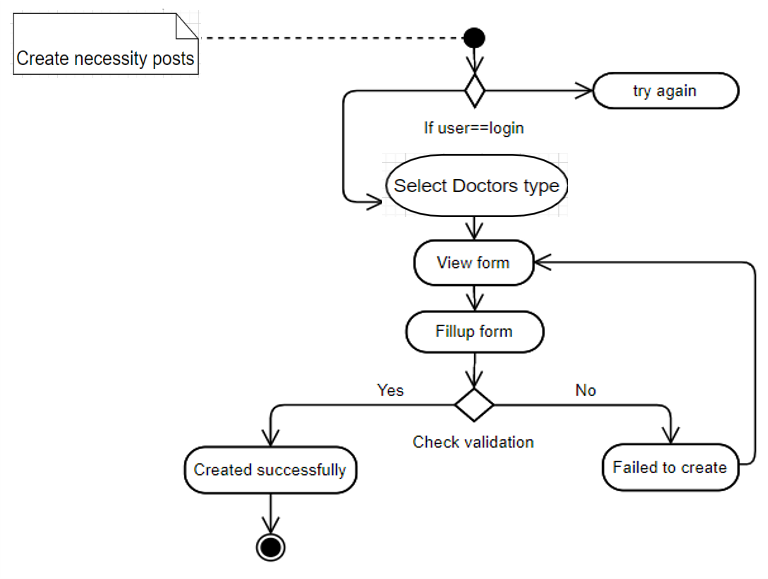 Create necessity posts
try again
If user==login
Select Doctors type
View form
Fillup form
Yes
No
Check validation
Created successfully
Failed to create